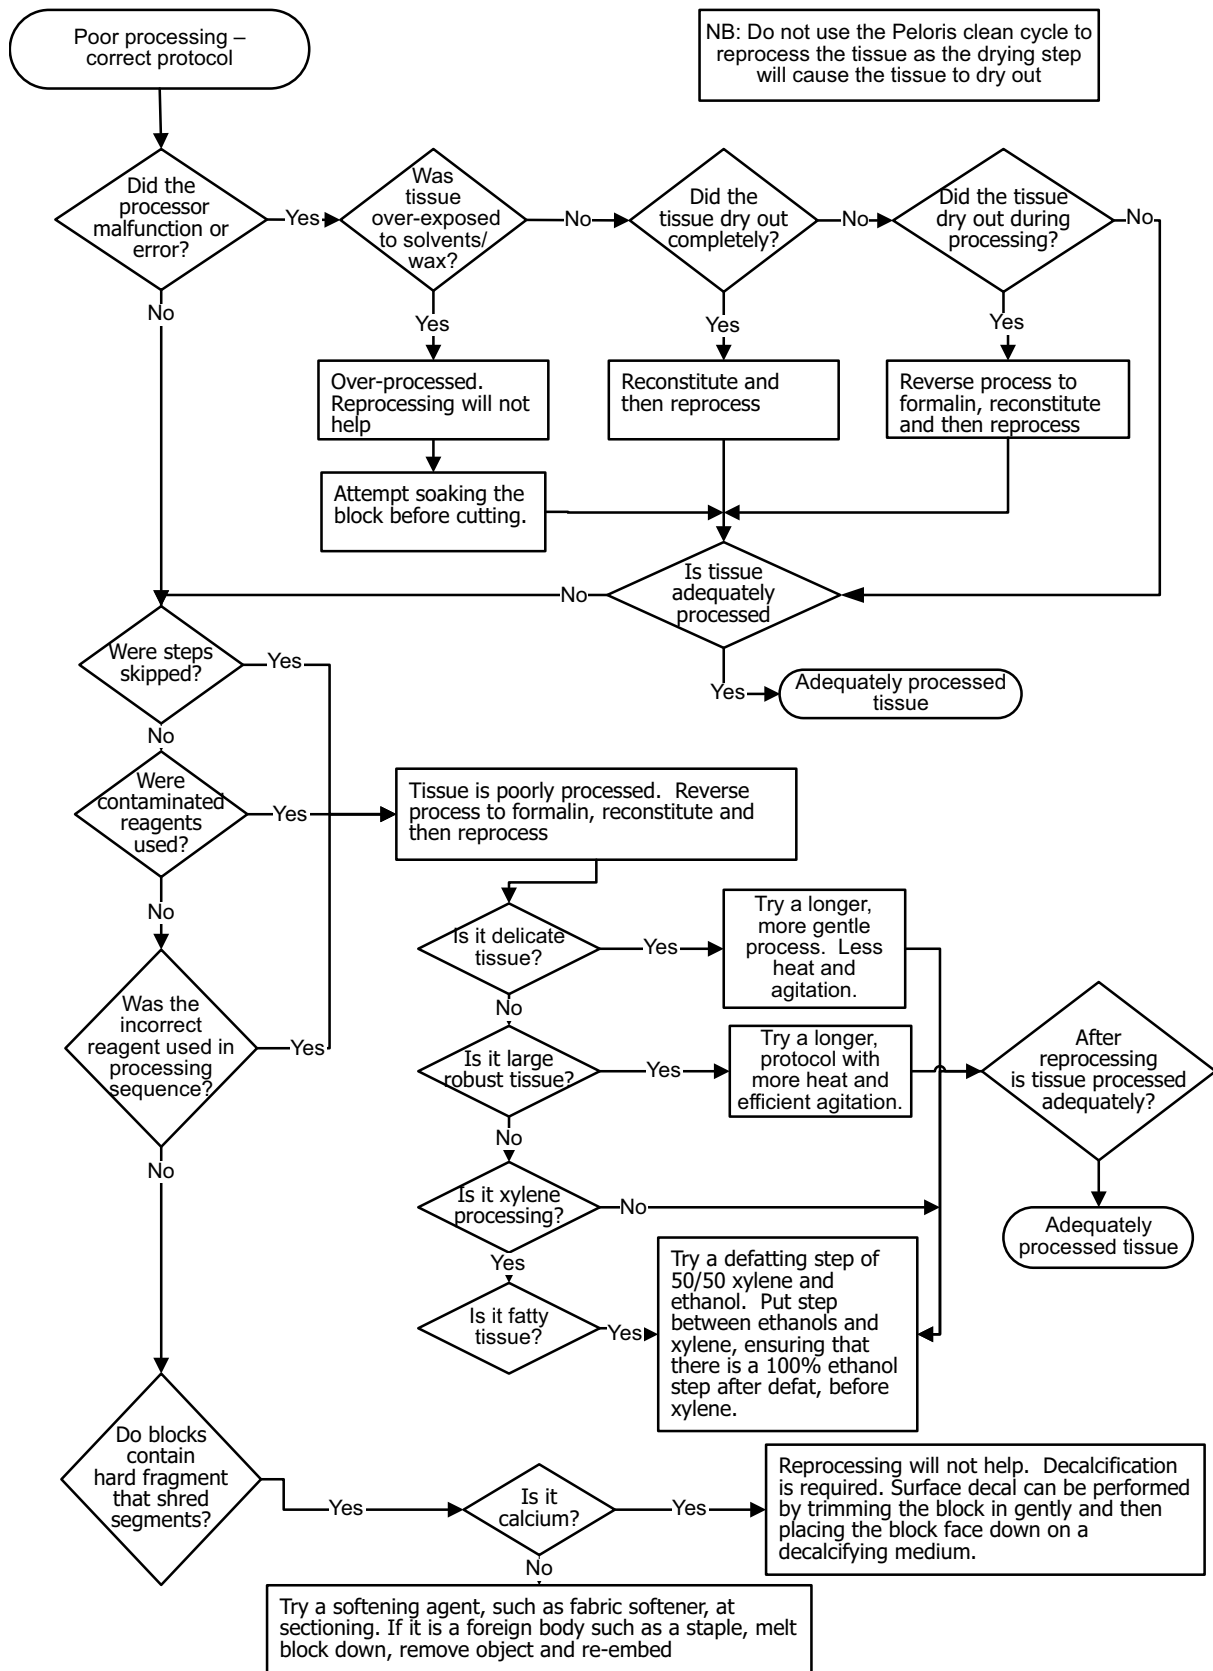 Poor processing –
correct protocol
NB: Do not use the Peloris clean cycle to
reprocess the tissue as the drying step
will cause the tissue to dry out
Did the
processor
malfunction or
error?
Yes
Was
tissue
over-exposed
to solvents/
wax?
No
Did the
tissue dry out
completely?
No
Did the tissue
dry out during
processing?
No
No
Yes
Yes
Yes
Over-processed.
Reprocessing will not
help
Reconstitute and
then reprocess
Reverse process to
formalin, reconstitute
and then reprocess
Attempt soaking the
block before cutting.
Is tissue
adequately
processed
No
Yes
Adequately processed
tissue
Were steps
skipped?
Yes
No
Were
contaminated
reagents
used?
Yes
Tissue is poorly processed.  Reverse
process to formalin, reconstitute and
then reprocess
No
Was the
incorrect
reagent used in
processing
sequence?
Yes
No
Is it delicate
tissue?
Yes
Try a longer,
more gentle
process.  Less
heat and
agitation.
No
Is it large
robust tissue?
Yes
Try a longer,
protocol with
more heat and
efficient agitation.
After
reprocessing
is tissue processed
adequately?
No
Is it xylene
processing?
No
Adequately
processed tissue
Yes
Is it fatty
tissue?
Yes
Try a defatting step of
50/50 xylene and
ethanol.  Put step
between ethanols and
xylene, ensuring that
there is a 100% ethanol
step after defat, before
xylene.
Do blocks
contain
hard fragment
that shred
segments?
Yes
Is it
calcium?
Yes
Reprocessing will not help.  Decalcification
is required. Surface decal can be performed
by trimming the block in gently and then
placing the block face down on a
decalcifying medium.
No
Try a softening agent, such as fabric softener, at
sectioning. If it is a foreign body such as a staple, melt
block down, remove object and re-embed